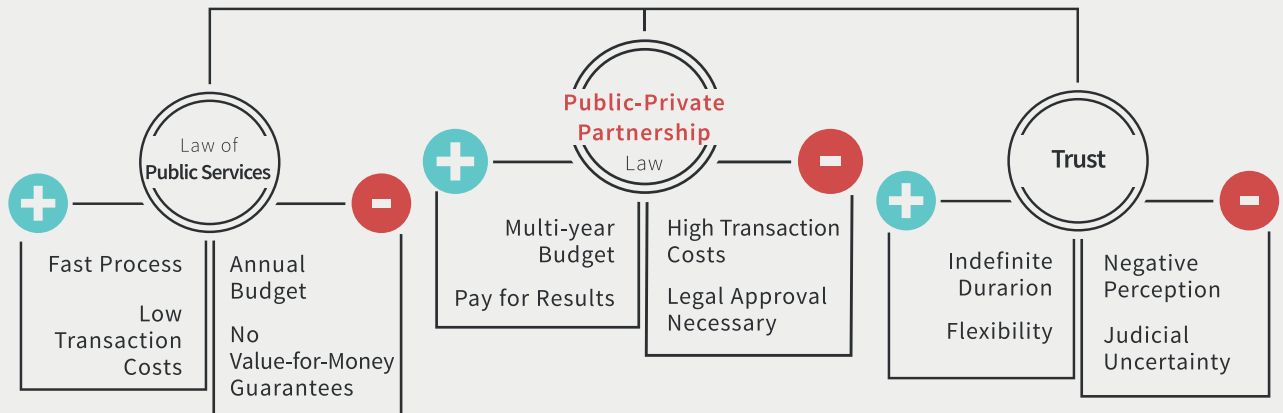 Law of
Public Services
+
-
Fast Process
Low
Transaction
Costs
Annual
Budget
No
Value-for-Money
Guarantees
Public-Private
Partnership
Law
+
-
Multi-year
Budget
Pay for Results
High Transaction
Costs
Legal Approval
Necessary
Trust
+
-
Indefinite
Durarion
Flexibility
Negative
Perception
Judicial
Uncertainty